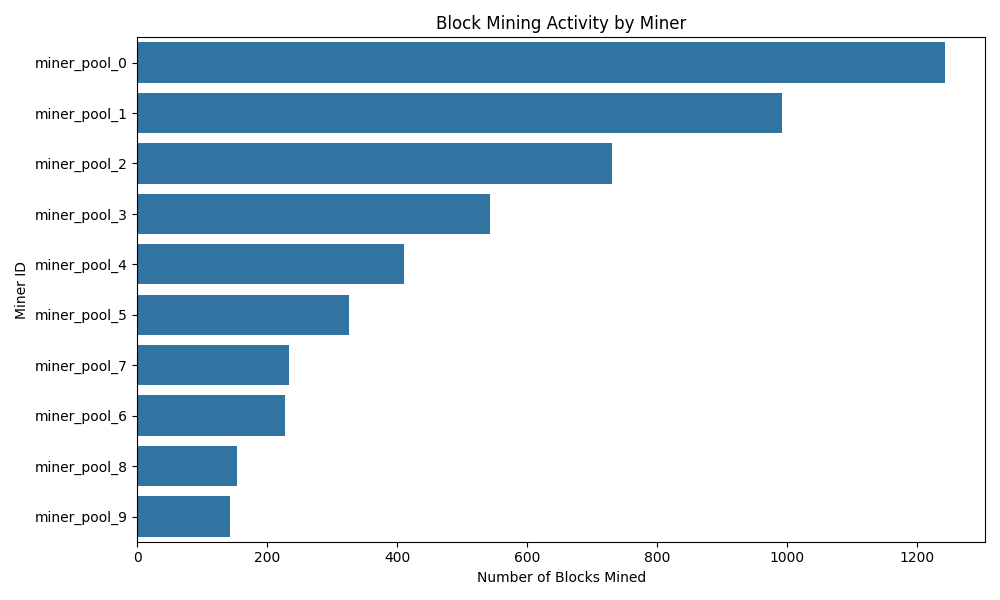 Block Mining Activity by Miner
miner_pool_0
miner_pool_1
miner_pool_2
miner_pool_3
miner_pool_4
miner_pool_5
miner_pool_7
miner_pool_6
miner_pool_8
miner_pool_9
Miner ID
0 200 400 600 800 1000 1200
Number of Blocks Mined